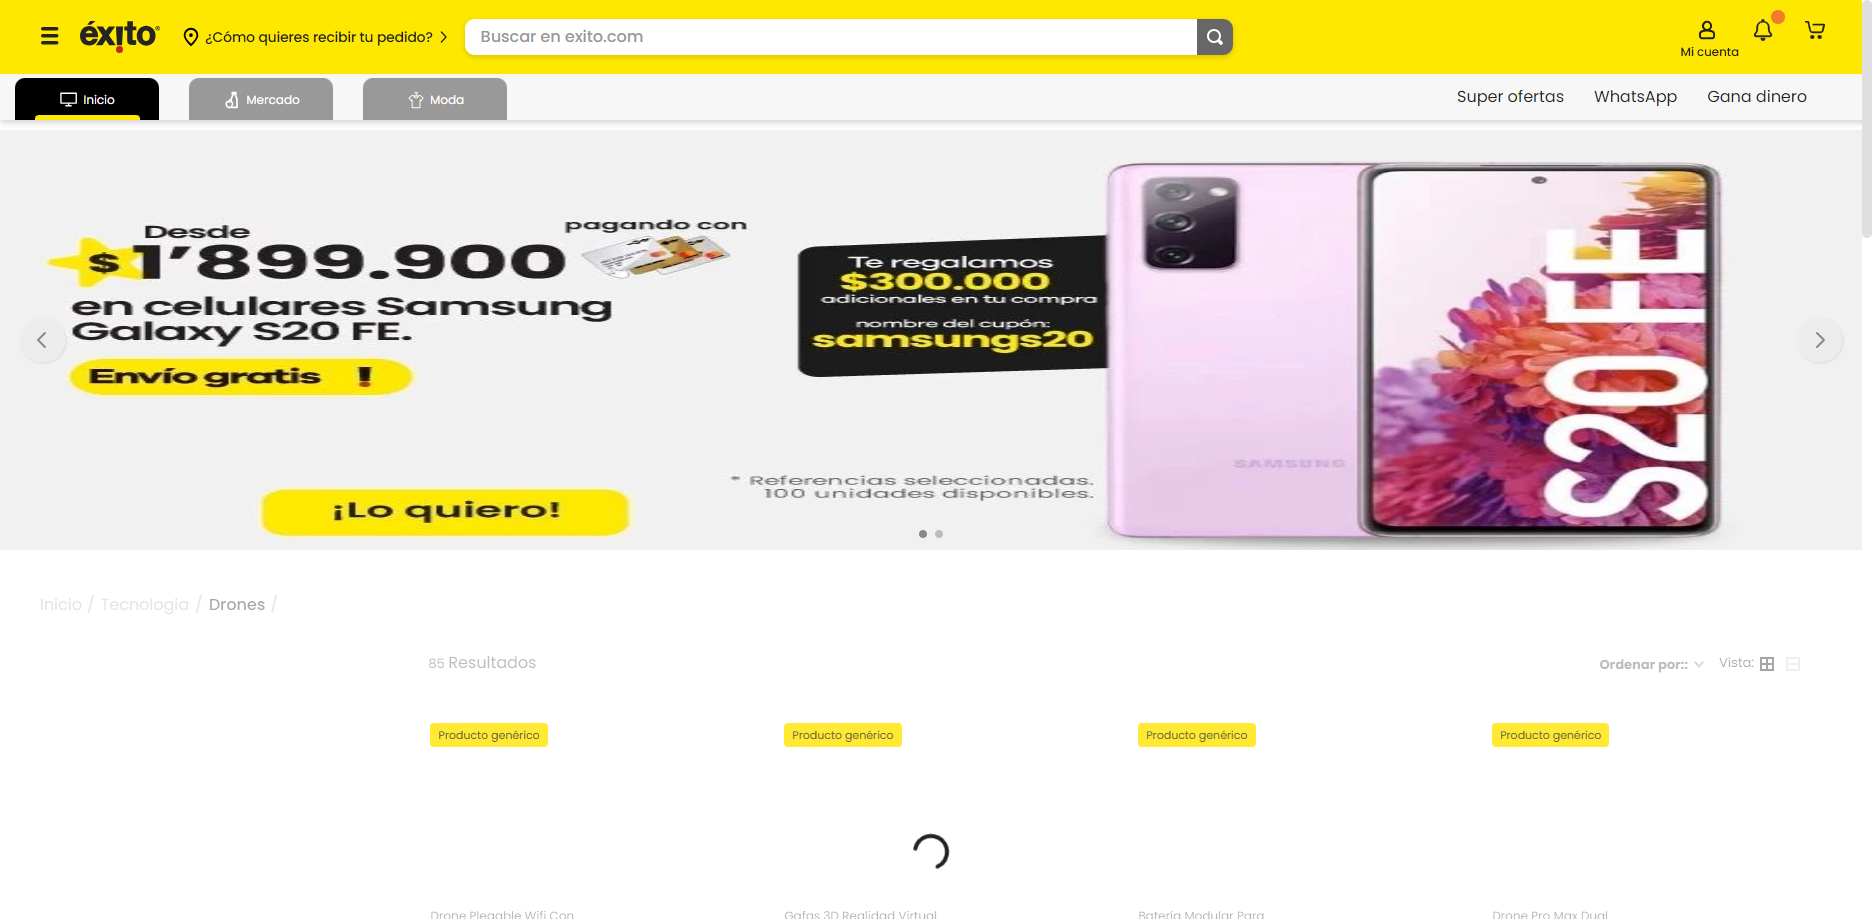 éxito
¿Cómo quieres recibir tu pedido?
Buscar en exito.com
Mi cuenta
Inicio
Mercado
Moda
Super ofertas
WhatsApp
Gana dinero
Desde
$1'899.900
pagando con
en celulares Samsung
Galaxy S20 FE.
Envío gratis !
¡Lo quiero!
Te regalamos
$300.000
adicionales en tu compra
nombre del cupón:
samsungs20
* Referencias seleccionadas.
100 unidades disponibles.
SAMSUNG
S20 FE
Inicio / Tecnologia / Drones /
85 Resultados
Ordenar por::
Vista:
Producto genérico
Producto genérico
Producto genérico
Producto genérico
Drone Plegable Wifi Con
Gafas 3D Realidad Virtual
Batería Modular Para
Drone Pro Max Dual